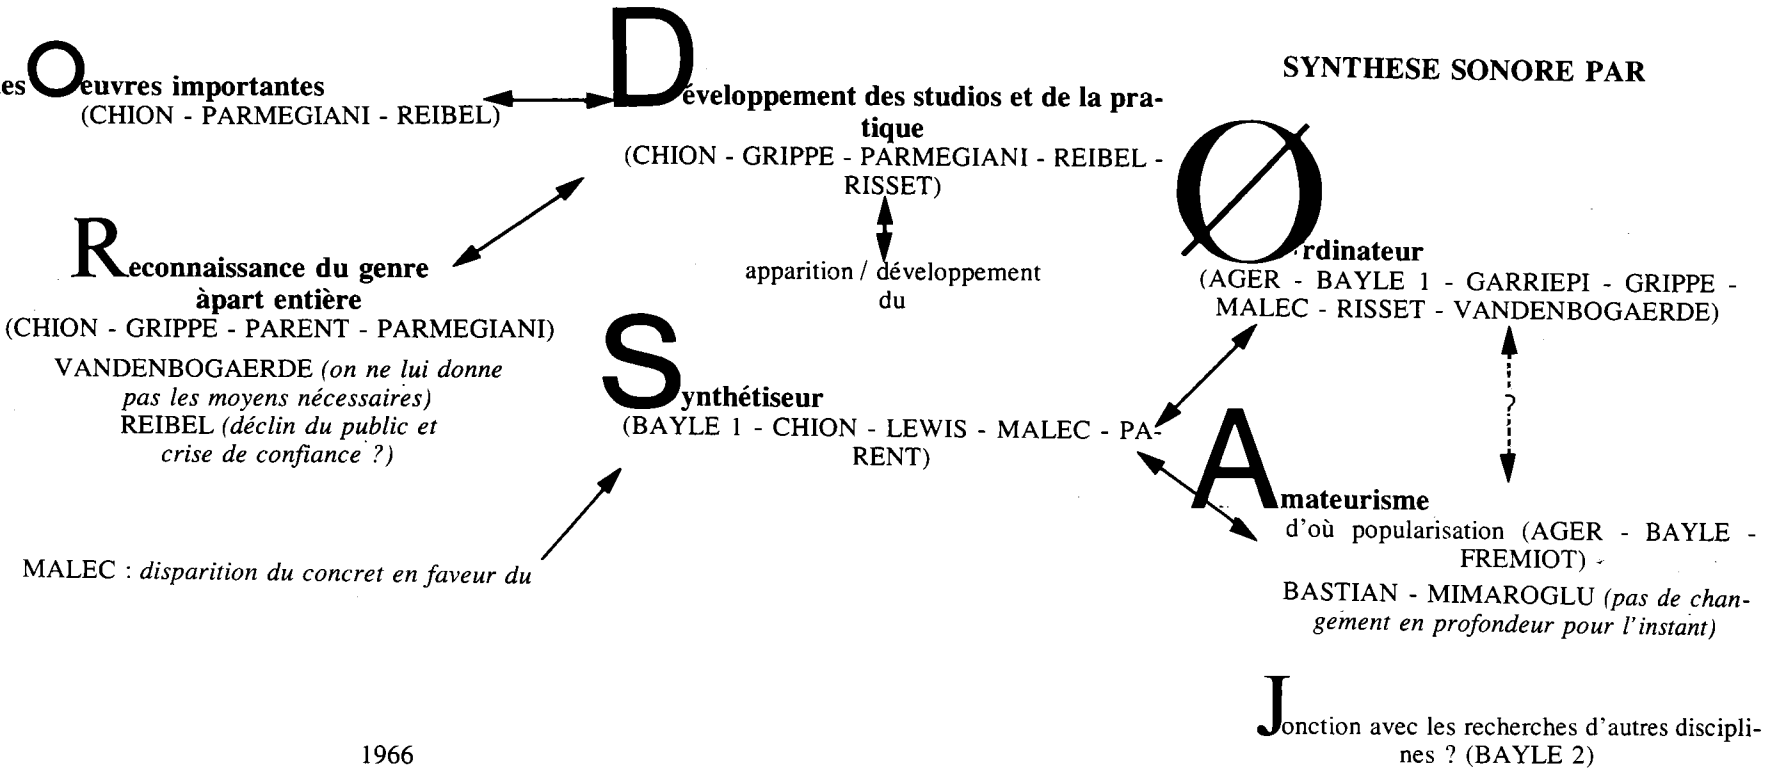 es Oeuvres importantes
(CHION - PARMEGIANI - REIBEL)
Développement des studios et de la pra-
tique
(CHION - GRIPPE - PARMEGIANI - REIBEL -
RISSET)
apparition / développement
du
SYNTHESE SONORE PAR
Ordinateur
(AGER - BAYLE 1 - GARRIEPI - GRIPPE -
MALEC - RISSET - VANDENBOGAERDE)
?
Reconnaissance du genre
àpart entière
(CHION - GRIPPE - PARENT - PARMEGIANI)
VANDENBOGAERDE (on ne lui donne
pas les moyens nécessaires)
REIBEL (déclin du public et
crise de confiance ?)
Synthétiseur
(BAYLE 1 - CHION - LEWIS - MALEC - PA-
RENT)
MALEC : disparition du concret en faveur du
Amateurisme
d'où popularisation (AGER - BAYLE -
FREMIOT)
BASTIAN - MIMAROGLU (pas de chan-
gement en profondeur pour l'instant)
Jonction avec les recherches d'autres discipli-
nes ? (BAYLE 2)
1966